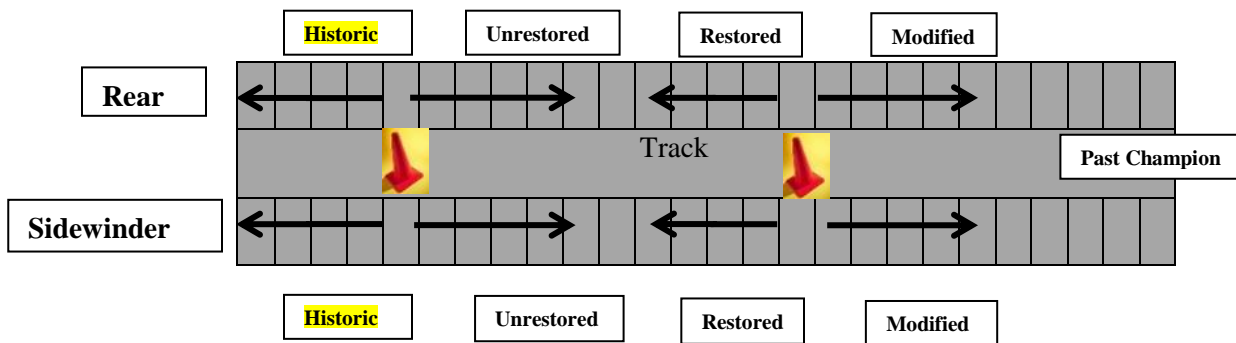 Historic
Unrestored
Restored
Modified
Rear
Track
Past Champion
Sidewinder
Historic
Unrestored
Restored
Modified